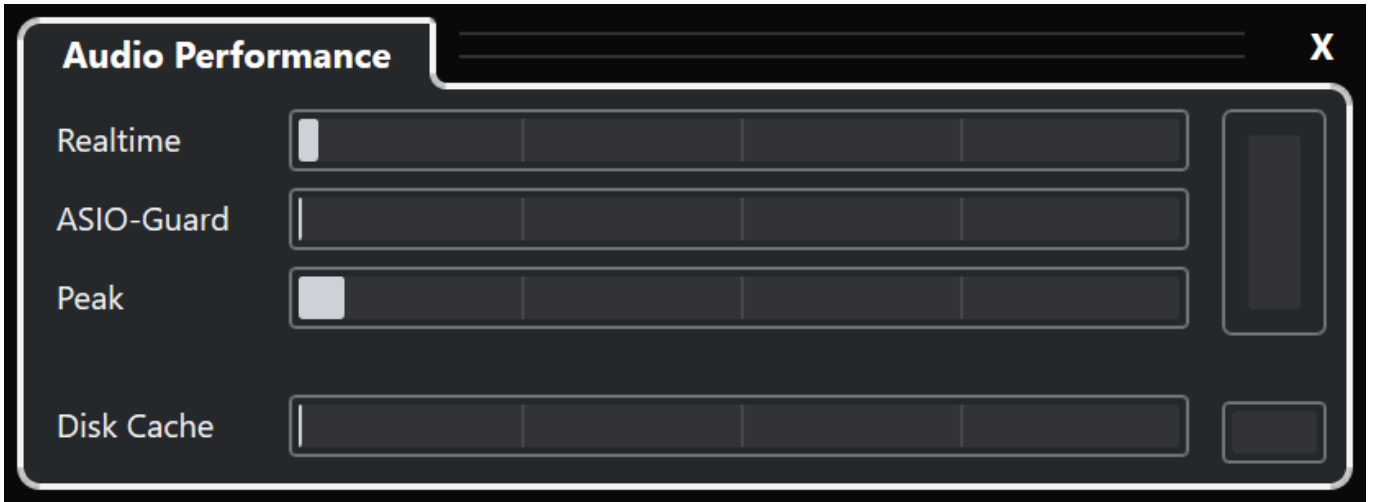 Audio Performance
X
Realtime
ASIO-Guard
Peak
Disk Cache